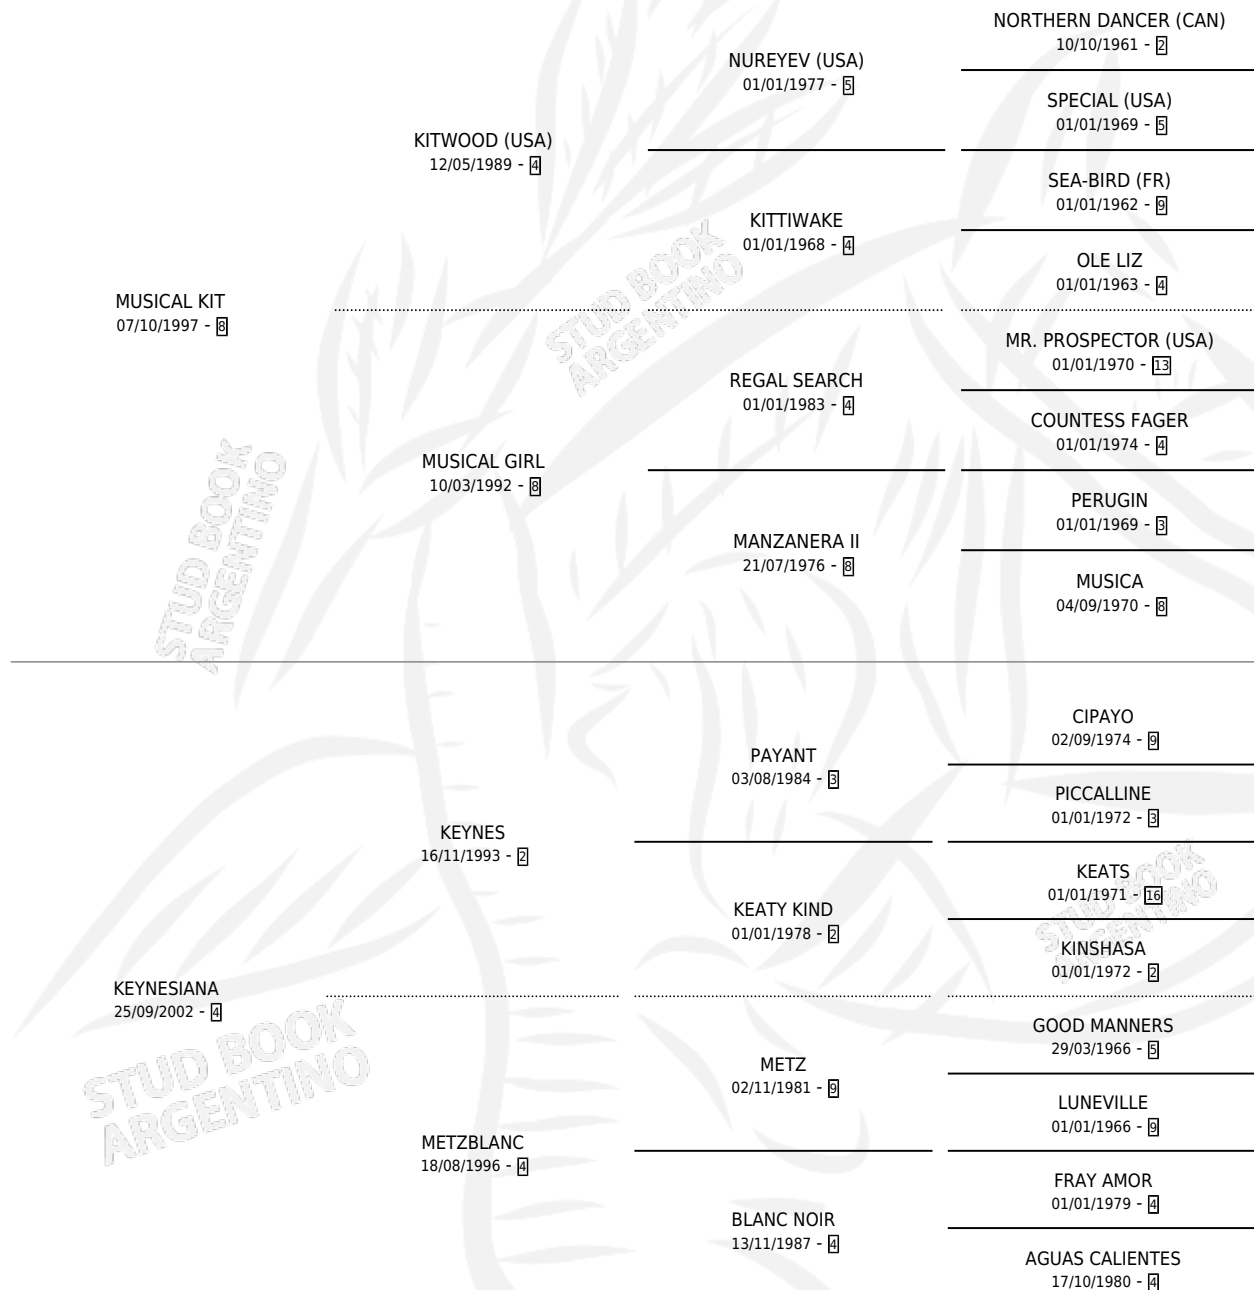 NORTHERN DANCER (CAN)
10/10/1961 - 2
NUREYEV (USA)
01/01/1977 - 5
SPECIAL (USA)
01/01/1969 - 5
KITWOOD (USA)
12/05/1989 - 4
SEA-BIRD (FR)
01/01/1962 - 9
KITTIWAKE
01/01/1968 - 4
OLE LIZ
01/01/1963 - 4
MUSICAL KIT
07/10/1997 - 8
MR. PROSPECTOR (USA)
01/01/1970 - 13
REGAL SEARCH
01/01/1983 - 4
COUNTESS FAGER
01/01/1974 - 4
MUSICAL GIRL
10/03/1992 - 8
PERUGIN
01/01/1969 - 3
MANZANERA II
21/07/1976 - 8
MUSICA
04/09/1970 - 8
STUD BOOK
ARGENTINO
STUD BOOK
ARGENTINO
CIPAYO
02/09/1974 - 9
PAYANT
03/08/1984 - 3
PICCALLINE
01/01/1972 - 3
KEYNES
16/11/1993 - 2
KEATS
01/01/1971 - 16
KEATY KIND
01/01/1978 - 2
KINSHASA
01/01/1972 - 2
STUD BOOK
ARGENTINO
KEYNESIANA
25/09/2002 - 4
GOOD MANNERS
29/03/1966 - 5
METZ
02/11/1981 - 9
LUNEVILLE
01/01/1966 - 9
METZBLANC
18/08/1996 - 4
FRAY AMOR
01/01/1979 - 4
BLANC NOIR
13/11/1987 - 4
AGUAS CALIENTES
17/10/1980 - 4
STUD BOOK
ARGENTINO